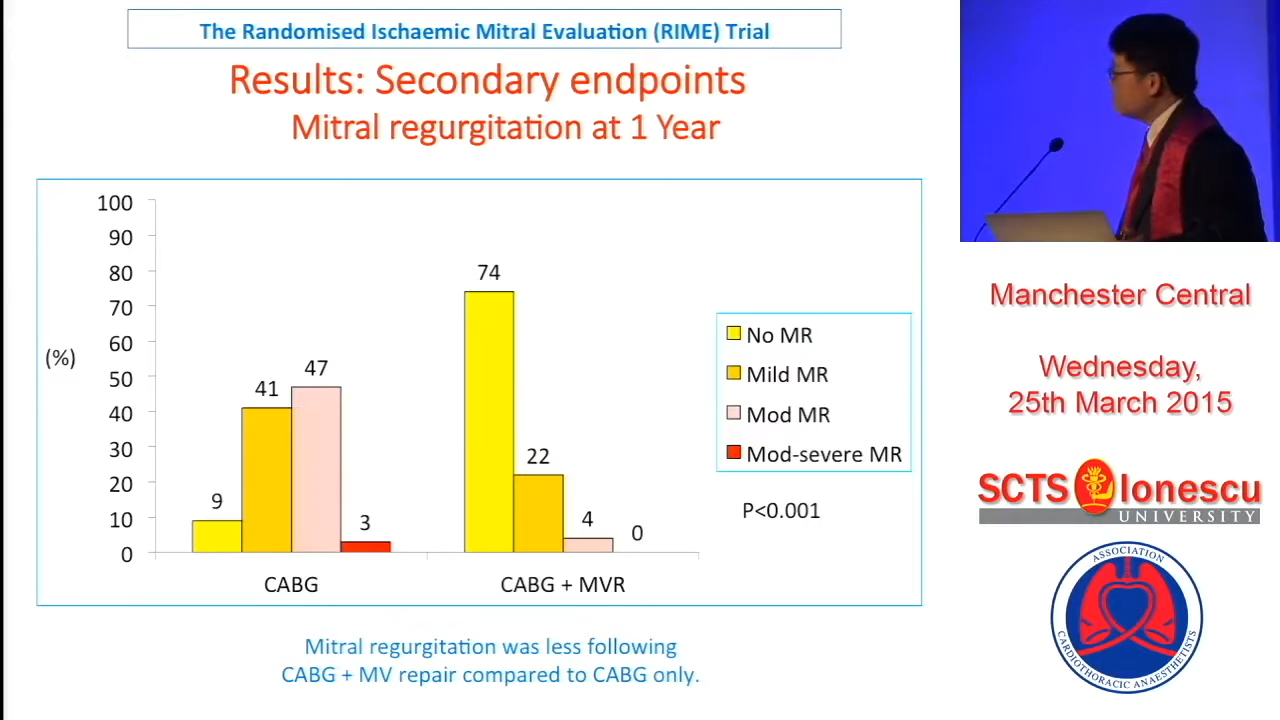 The Randomised Ischaemic Mitral Evaluation (RIME) Trial
Results: Secondary endpoints
Mitral regurgitation at 1 Year
100
90
80
70
60
50
40
30
20
10
0
(%)
9
41
47
3
74
22
4
0
CABG
CABG + MVR
No MR
Mild MR
Mod MR
Mod-severe MR
P<0.001
Mitral regurgitation was less following
CABG + MV repair compared to CABG only.
Manchester Central
Wednesday,
25th March 2015
SCTS Ionescu
UNIVERSITY
ASSOCIATION
CARDIOTHORACIC ANAESTHETISTS